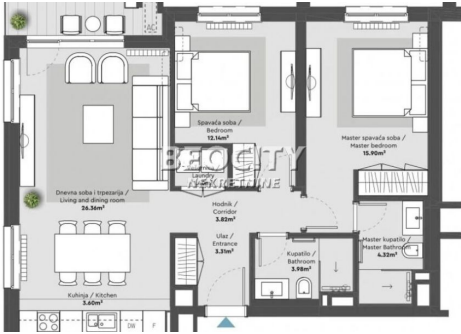 AC
Spavaća soba /
Bedroom
12.14m²
Master spavaća soba /
Master bedroom
15.90m²
BEOCITY
NEKRETNINE
Laundry
Dnevna soba i trpezarija /
Living and dining room
26.36m²
Hodnik /
Corridor
3.82m²
Ulaz /
Entrance
3.31m²
Kupatilo /
Bathroom
3.98m²
Master kupatilo /
Master Bathroom
4.32m²
Kuhinja / Kitchen
3.60m²
DW
F